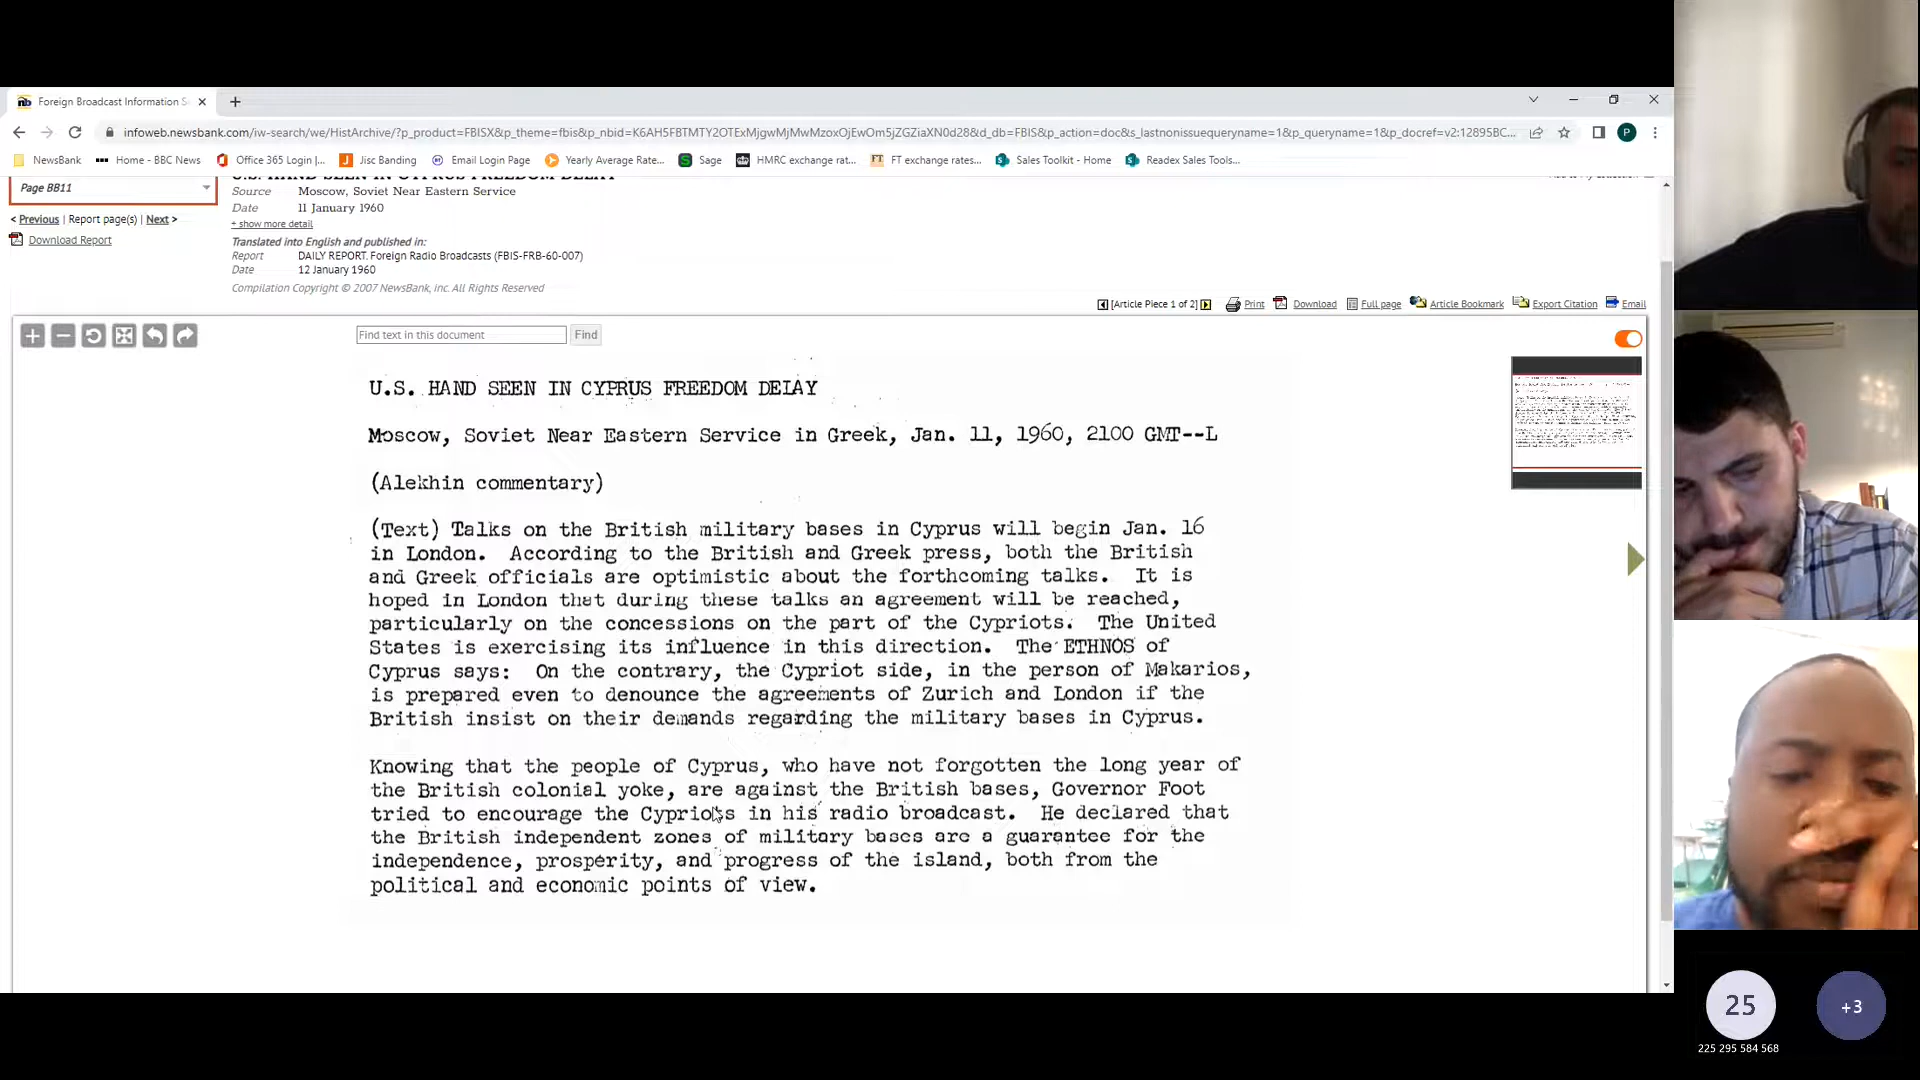 Foreign Broadcast Information S
infoweb.newsbank.com/iw-search/we/HistArchive/?p_product=FBISX&p_theme=fbis&p_nbid=K6AH5FBTMTY2OTExMjgwMjMwMzoxOjEwOm5jZGZiaXN0d28&d_db=FBIS&p_action=doc&s_lastnonissuequeryname=1&p_queryname=1&p_docref=v2:12895BC...
P
NewsBank Home - BBC News Office 365 Login |... Jisc Banding Email Login Page Yearly Average Rate... Sage HMRC exchange rat... FT exchange rates... Sales Toolkit - Home Readex Sales Tools...
U.S. HAND SEEN IN CYPRUS FREEDOM DELAY
Page BB11
Source Moscow, Soviet Near Eastern Service
Date 11 January 1960
< Previous | Report page(s) | Next >
+ show more detail
Download Report
Translated into English and published in:
Report DAILY REPORT. Foreign Radio Broadcasts (FBIS-FRB-60-007)
Date 12 January 1960
Compilation Copyright © 2007 NewsBank, inc. All Rights Reserved
[Article Piece 1 of 2] Print Download Full page Article Bookmark Export Citation Email
Find text in this document Find
U.S. HAND SEEN IN CYPRUS FREEDOM DELAY
Moscow, Soviet Near Eastern Service in Greek, Jan. 11, 1960, 2100 GMT--L
(Alekhin commentary)
(Text) Talks on the British military bases in Cyprus will begin Jan. 16
in London. According to the British and Greek press, both the British
and Greek officials are optimistic about the forthcoming talks. It is
hoped in London that during these talks an agreement will be reached,
particularly on the concessions on the part of the Cypriots. The United
States is exercising its influence in this direction. The ETHNOS of
Cyprus says: On the contrary, the Cypriot side, in the person of Makarios,
is prepared even to denounce the agreements of Zurich and London if the
British insist on their demands regarding the military bases in Cyprus.
Knowing that the people of Cyprus, who have not forgotten the long year of
the British colonial yoke, are against the British bases, Governor Foot
tried to encourage the Cypriots in his radio broadcast. He declared that
the British independent zones of military bases are a guarantee for the
independence, prosperity, and progress of the island, both from the
political and economic points of view.
25
+3
225 295 584 568